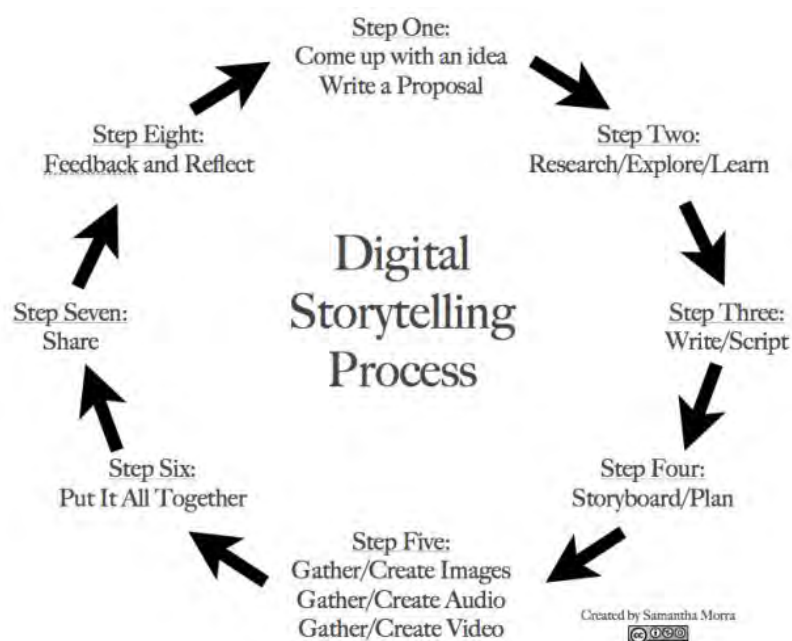 Step One:
Come up with an idea
Write a Proposal
Step Two:
Research/Explore/Learn
Step Three:
Write/Script
Step Four:
Storyboard/Plan
Step Five:
Gather/Create Images
Gather/Create Audio
Gather/Create Video
Step Six:
Put It All Together
Step Seven:
Share
Step Eight:
Feedback and Reflect
Digital
Storytelling
Process
Created by Samantha Morra
cc